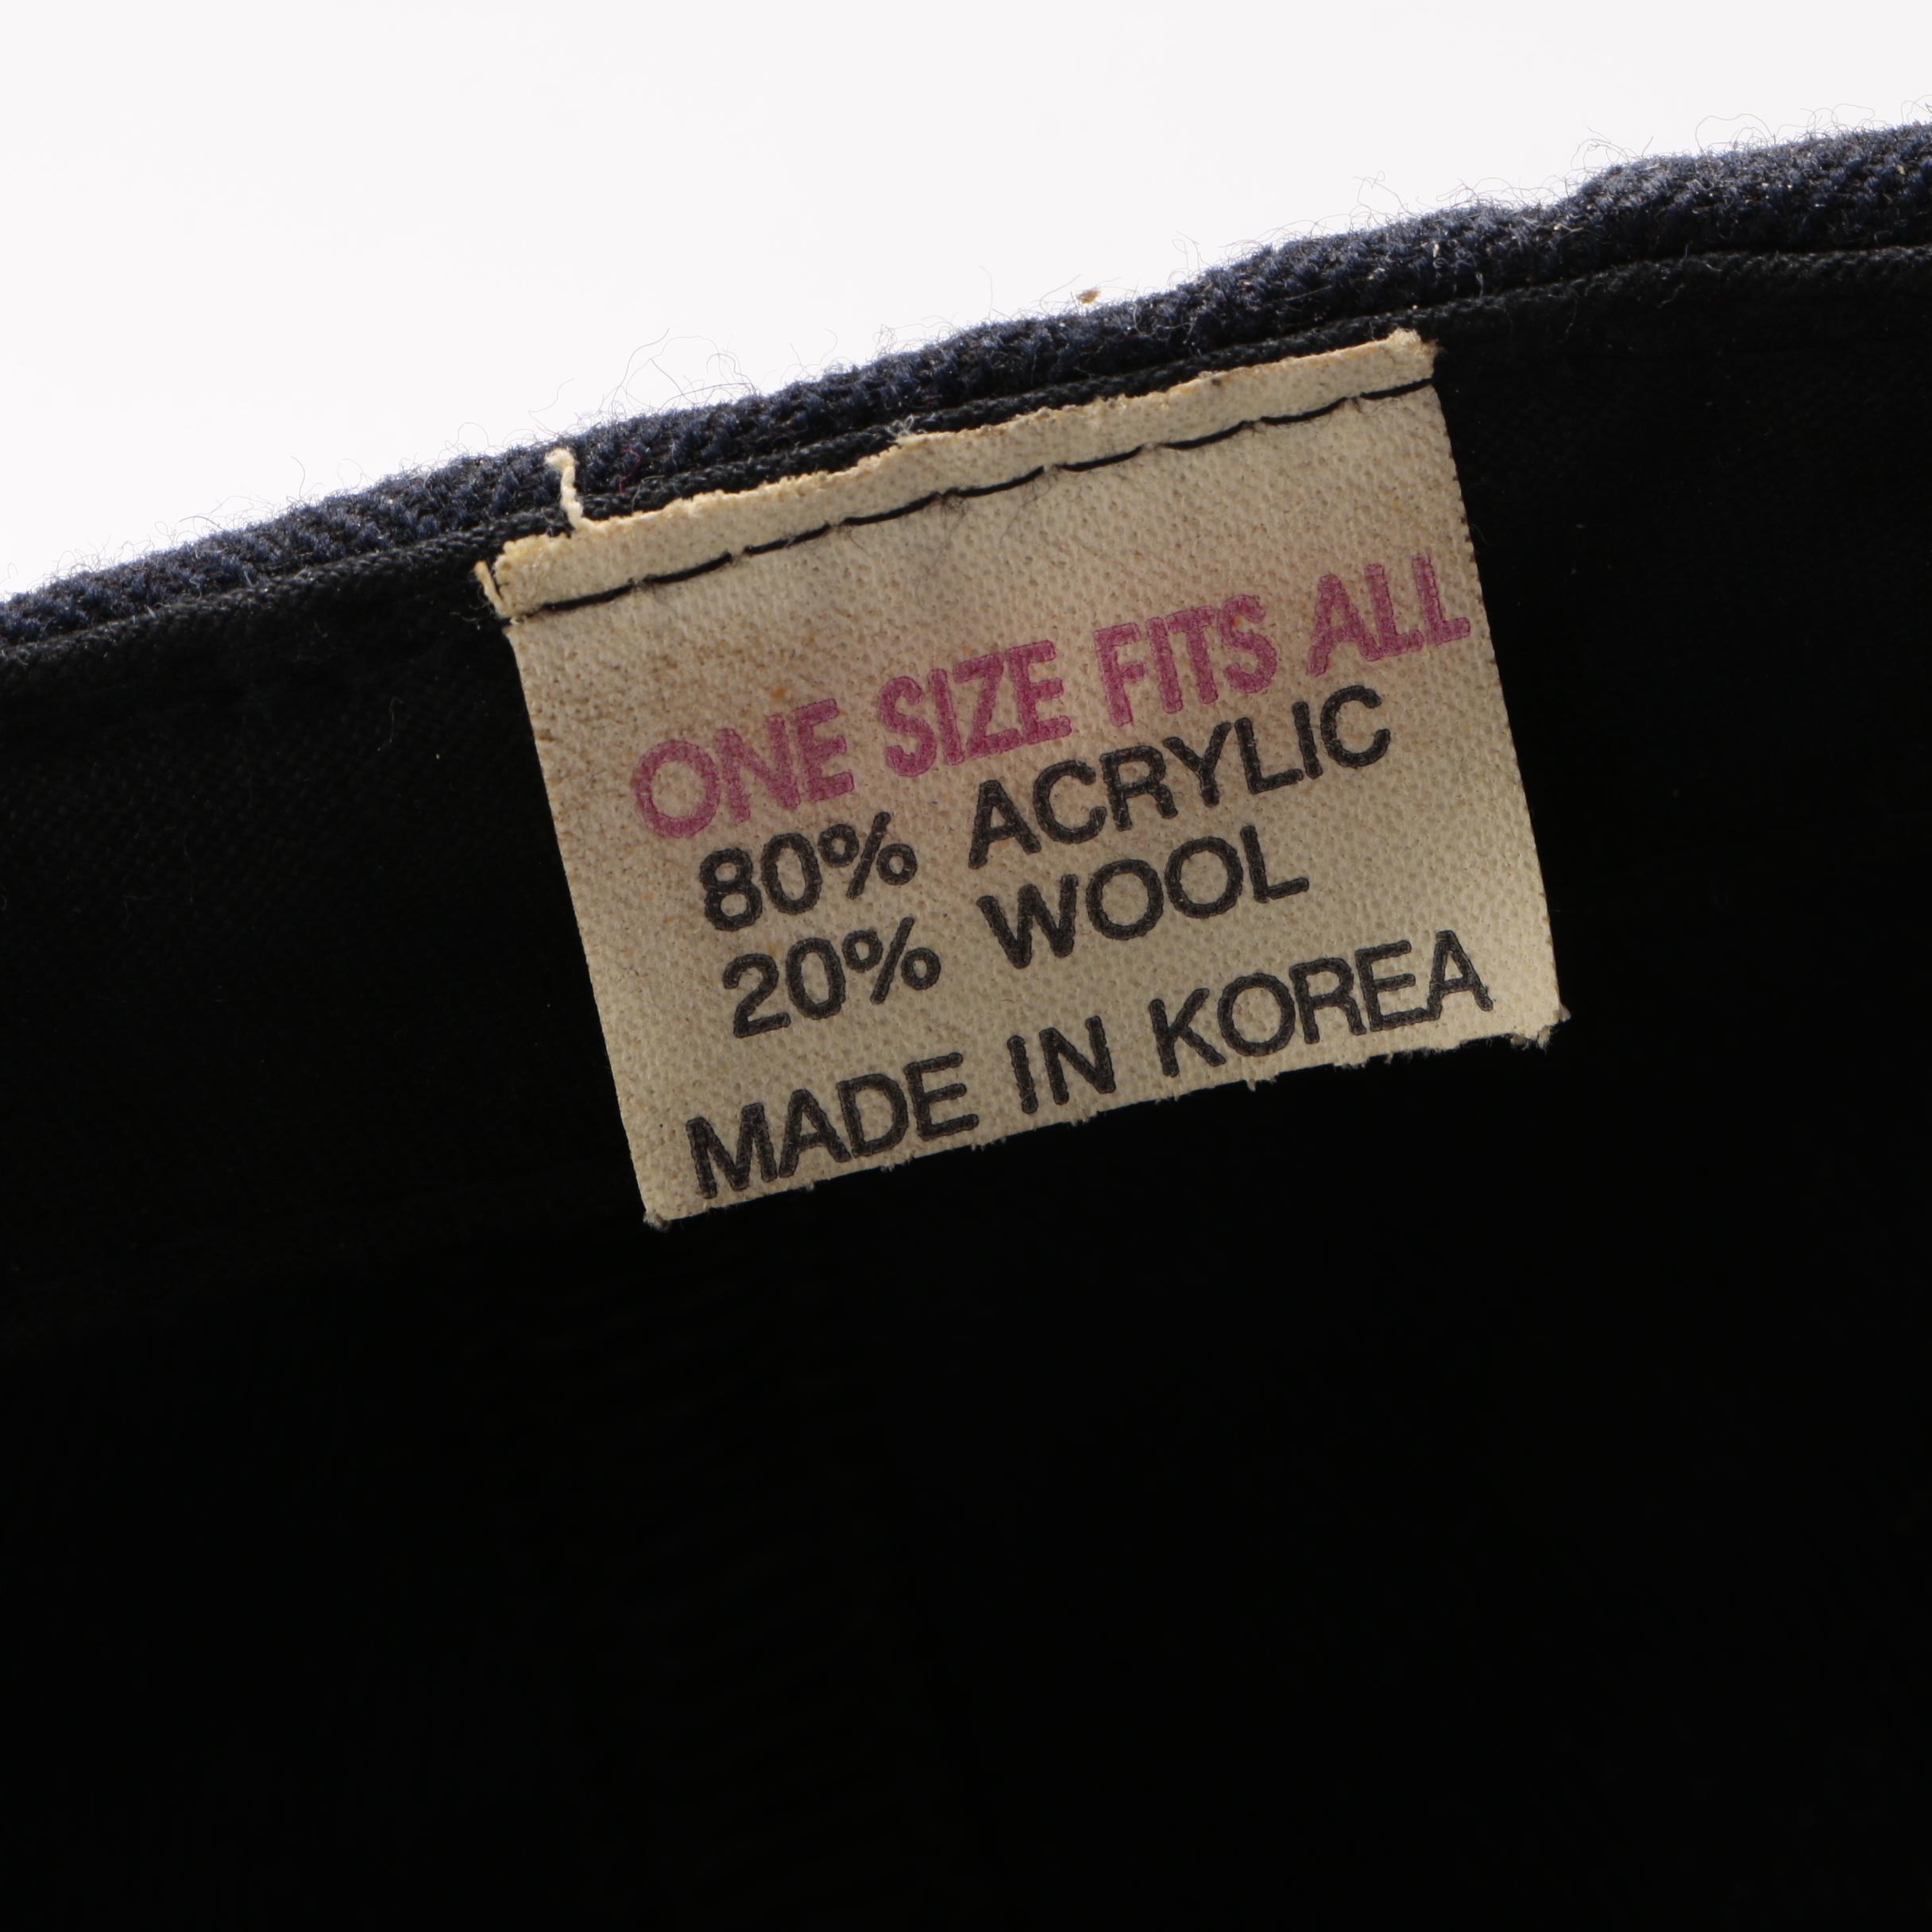 ONE SIZE FITS ALL
80% ACRYLIC
20% WOOL
MADE IN KOREA